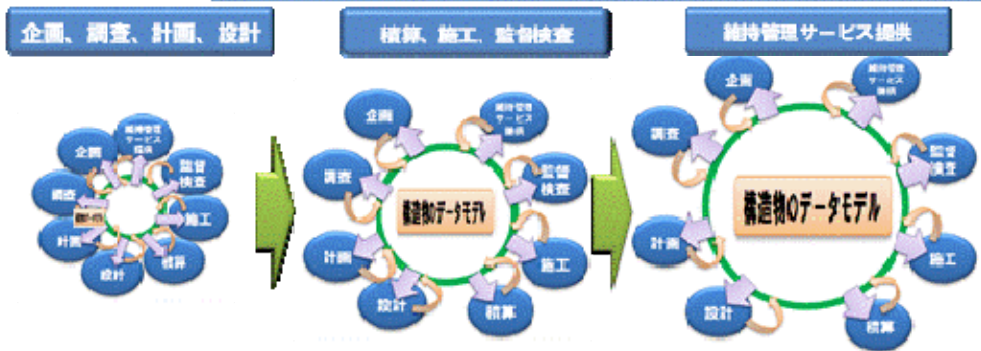 企画、調査、計画、設計
積算、施工、監督検査
維持管理サービス提供
企画
維持管理
サービス
提供
監督
検査
施工
積算
設計
計画
調査
企画
維持管理
サービス
提供
監督
検査
施工
積算
設計
計画
調査
構造物のデータモデル
企画
維持管理
サービス
提供
監督
検査
施工
積算
設計
計画
調査
構造物のデータモデル